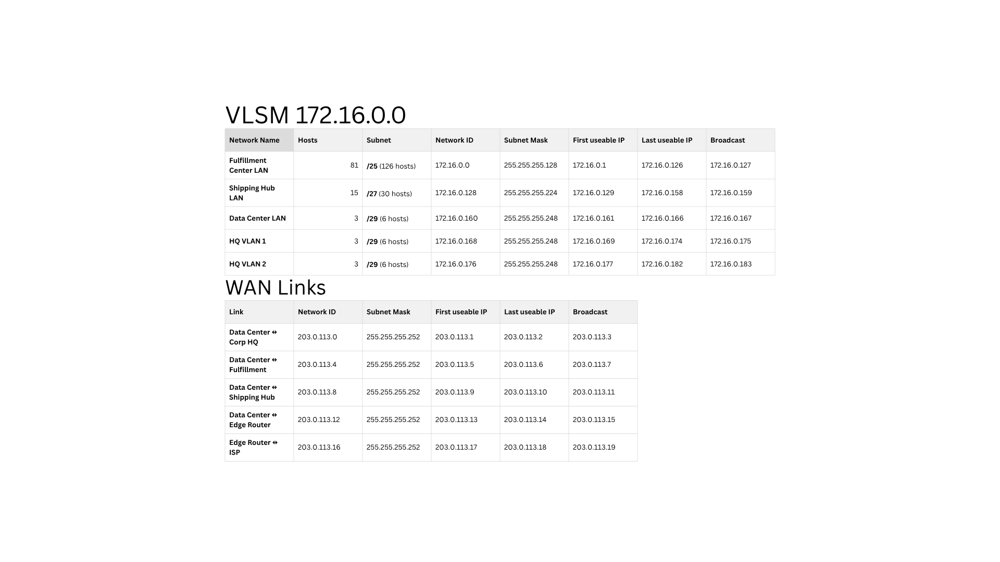 VLSM 172.16.0.0
Network Name Hosts Subnet Network ID Subnet Mask First useable IP Last useable IP Broadcast
Fulfillment
Center LAN 81 /25 (126 hosts) 172.16.0.0 255.255.255.128 172.16.0.1 172.16.0.126 172.16.0.127
Shipping Hub
LAN 15 /27 (30 hosts) 172.16.0.128 255.255.255.224 172.16.0.129 172.16.0.158 172.16.0.159
Data Center LAN 3 /29 (6 hosts) 172.16.0.160 255.255.255.248 172.16.0.161 172.16.0.166 172.16.0.167
HQ VLAN 1 3 /29 (6 hosts) 172.16.0.168 255.255.255.248 172.16.0.169 172.16.0.174 172.16.0.175
HQ VLAN 2 3 /29 (6 hosts) 172.16.0.176 255.255.255.248 172.16.0.177 172.16.0.182 172.16.0.183
WAN Links
Link Network ID Subnet Mask First useable IP Last useable IP Broadcast
Data Center ↔
Corp HQ 203.0.113.0 255.255.255.252 203.0.113.1 203.0.113.2 203.0.113.3
Data Center ↔
Fulfillment 203.0.113.4 255.255.255.252 203.0.113.5 203.0.113.6 203.0.113.7
Data Center ↔
Shipping Hub 203.0.113.8 255.255.255.252 203.0.113.9 203.0.113.10 203.0.113.11
Data Center ↔
Edge Router 203.0.113.12 255.255.255.252 203.0.113.13 203.0.113.14 203.0.113.15
Edge Router ↔
ISP 203.0.113.16 255.255.255.252 203.0.113.17 203.0.113.18 203.0.113.19